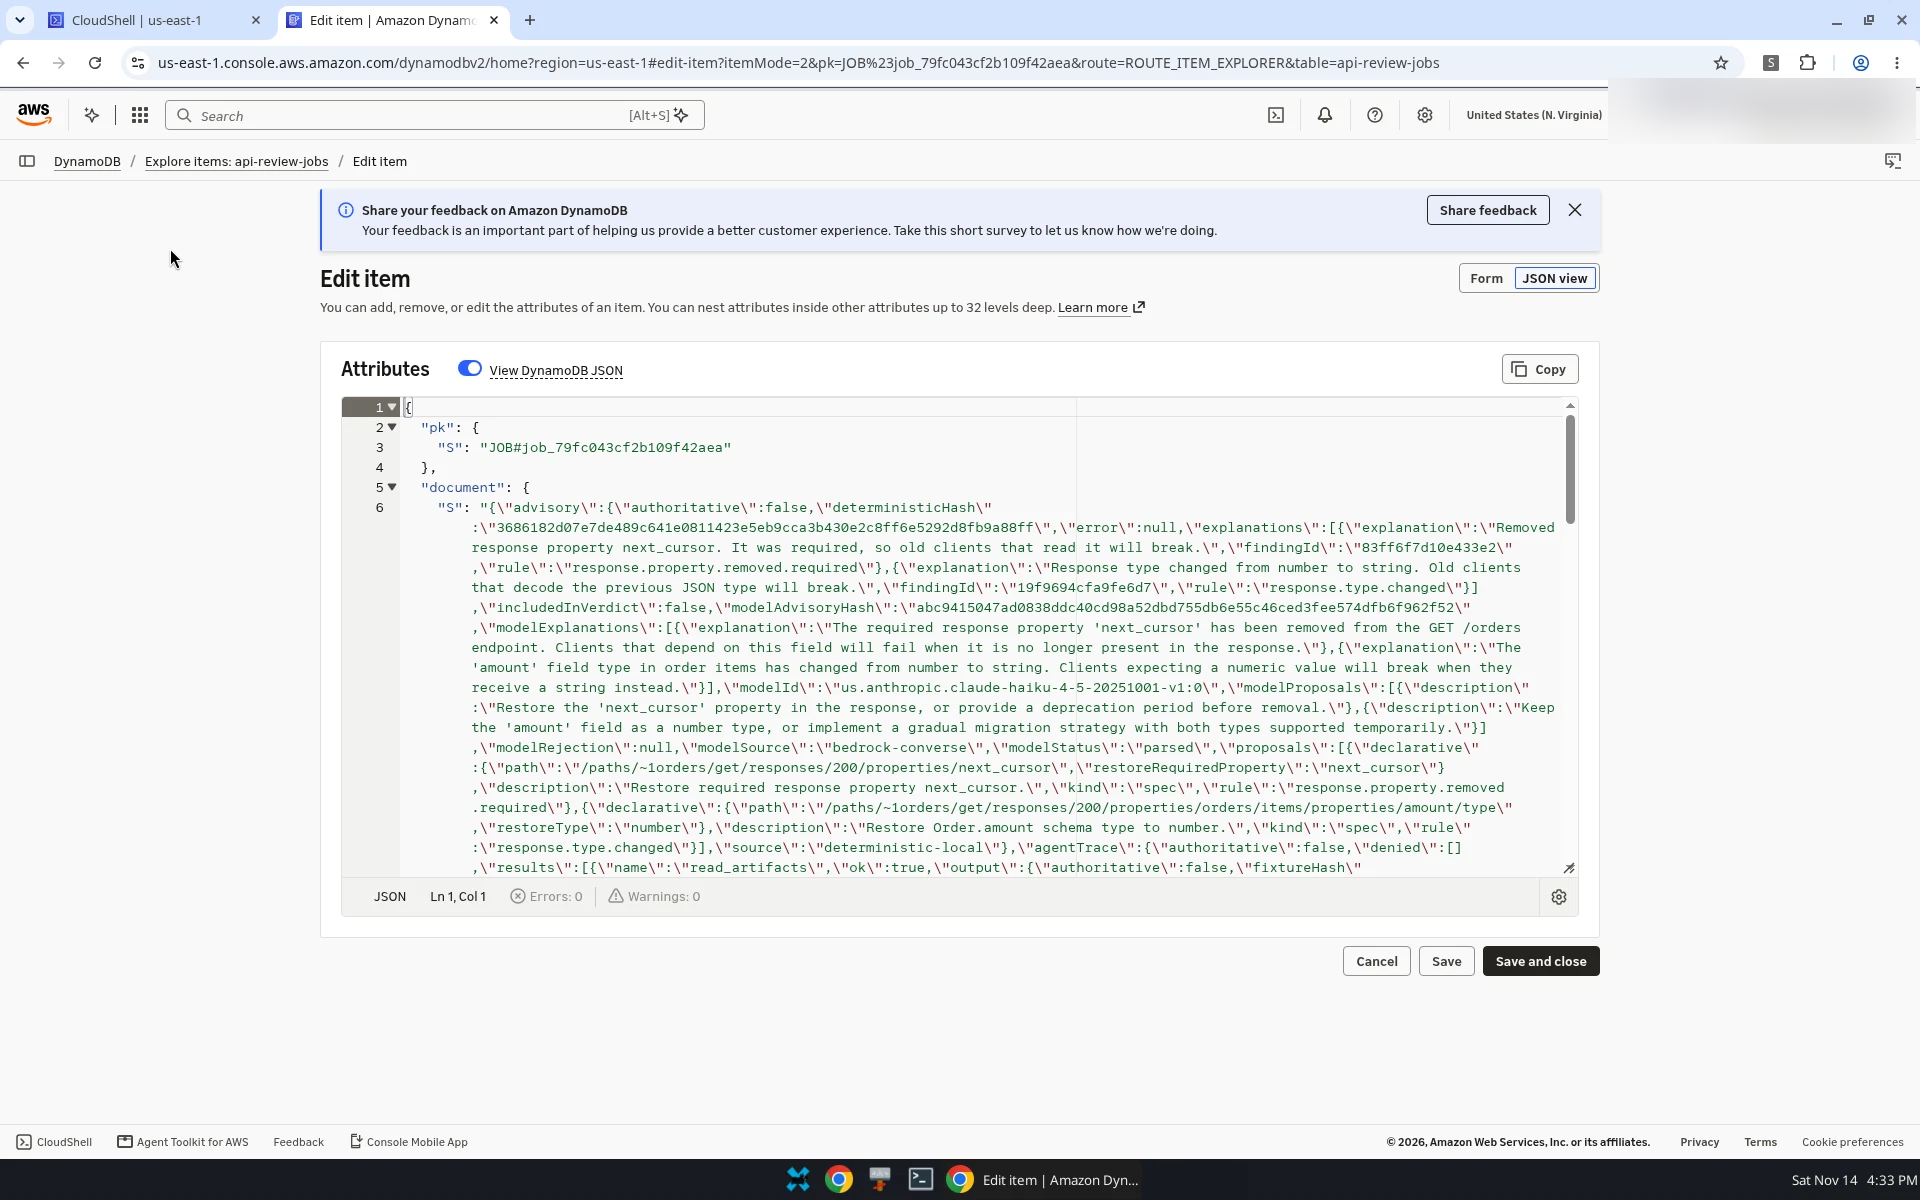 CloudShell | us-east-1
Edit item | Amazon Dynamo
us-east-1.console.aws.amazon.com/dynamodbv2/home?region=us-east-1#edit-item?itemMode=2&pk=JOB%23job_79fc043cf2b109f42aea&route=ROUTE_ITEM_EXPLORER&table=api-review-jobs
S
aws
Search
[Alt+S]
United States (N. Virginia)
DynamoDB / Explore items: api-review-jobs / Edit item
Share your feedback on Amazon DynamoDB
Your feedback is an important part of helping us provide a better customer experience. Take this short survey to let us know how we're doing.
Share feedback
Edit item
Form
JSON view
You can add, remove, or edit the attributes of an item. You can nest attributes inside other attributes up to 32 levels deep. Learn more
Attributes
View DynamoDB JSON
Copy
1 {
2 "pk": {
3 "S": "JOB#job_79fc043cf2b109f42aea"
4 },
5 "document": {
6 "S": "{\"advisory\":{\"authoritative\":false,\"deterministicHash\"
:\"3686182d07e7de489c641e0811423e5eb9cca3b430e2c8ff6e5292d8fb9a88ff\",\"error\":null,\"explanations\":[{\"explanation\":\"Removed
response property next_cursor. It was required, so old clients that read it will break.\",\"findingId\":\"83ff6f7d10e433e2\"
,\"rule\":\"response.property.removed.required\"},{\"explanation\":\"Response type changed from number to string. Old clients
that decode the previous JSON type will break.\",\"findingId\":\"19f9694cfa9fe6d7\",\"rule\":\"response.type.changed\"}]
,\"includedInVerdict\":false,\"modelAdvisoryHash\":\"abc9415047ad0838ddc40cd98a52dbd755db6e55c46ced3fee574dfb6f962f52\"
,\"modelExplanations\":[{\"explanation\":\"The required response property 'next_cursor' has been removed from the GET /orders
endpoint. Clients that depend on this field will fail when it is no longer present in the response.\"},{\"explanation\":\"The
'amount' field type in order items has changed from number to string. Clients expecting a numeric value will break when they
receive a string instead.\"}],\"modelId\":\"us.anthropic.claude-haiku-4-5-20251001-v1:0\",\"modelProposals\":[{\"description\"
:\"Restore the 'next_cursor' property in the response, or provide a deprecation period before removal.\"},{\"description\":\"Keep
the 'amount' field as a number type, or implement a gradual migration strategy with both types supported temporarily.\"}]
,\"modelRejection\":null,\"modelSource\":\"bedrock-converse\",\"modelStatus\":\"parsed\",\"proposals\":[{\"declarative\"
:{\"path\":\"/paths/~1orders/get/responses/200/properties/next_cursor\",\"restoreRequiredProperty\":\"next_cursor\"}
,\"description\":\"Restore required response property next_cursor.\",\"kind\":\"spec\",\"rule\":\"response.property.removed
.required\"},{\"declarative\":{\"path\":\"/paths/~1orders/get/responses/200/properties/orders/items/properties/amount/type\"
,\"restoreType\":\"number\"},\"description\":\"Restore Order.amount schema type to number.\",\"kind\":\"spec\",\"rule\"
:\"response.type.changed\"}],\"source\":\"deterministic-local\"},\"agentTrace\":{\"authoritative\":false,\"denied\":[]
,\"results\":[{\"name\":\"read_artifacts\",\"ok\":true,\"output\":{\"authoritative\":false,\"fixtureHash\"
JSON
Ln 1, Col 1
Errors: 0
Warnings: 0
Cancel
Save
Save and close
CloudShell
Agent Toolkit for AWS
Feedback
Console Mobile App
© 2026, Amazon Web Services, Inc. or its affiliates.
Privacy
Terms
Cookie preferences
Edit item | Amazon Dyn...
Sat Nov 14 4:33 PM